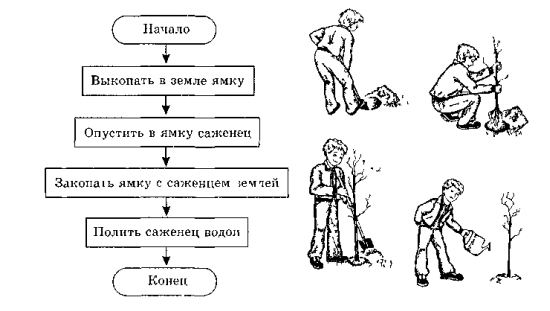 Начало
Выкопать в земле ямку
Опустить в ямку саженец
Закопать ямку с саженцем землей
Полить саженец водой
Конец